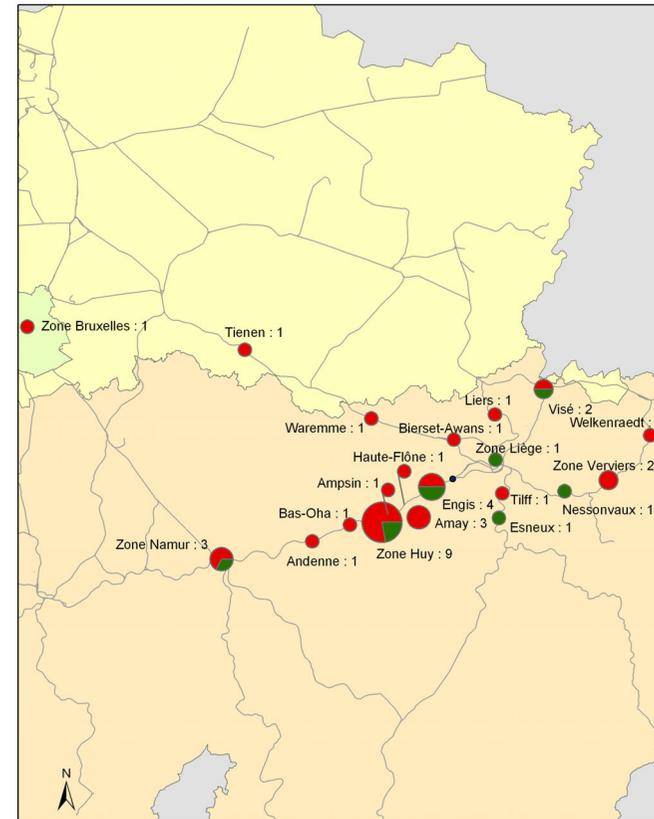 Zone Bruxelles : 1
Tienen : 1
Liers : 1
Visé : 2
Waremme : 1
Bierset-Awans : 1
Welkenraedt :
Zone Liège : 1
Haute-Flône : 1
Zone Verviers : 2
Ampsin : 1
Engis : 4
Tilff : 1
Nessonvaux : 1
Bas-Oha : 1
Amay : 3
Esneux : 1
Zone Namur : 3
Zone Huy : 9
Andenne : 1
N